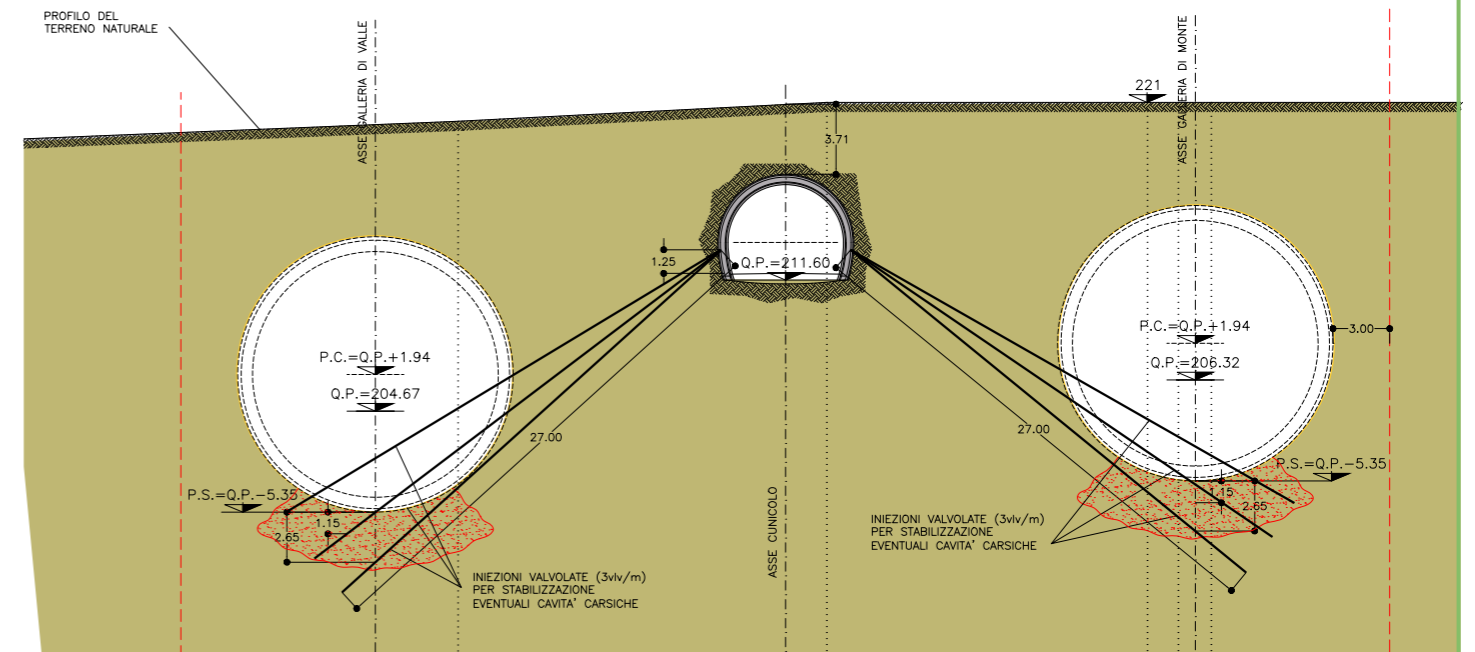 PROFILO DEL
TERRENO NATURALE
ASSE GALLERIA DI VALLE
ASSE GALLERIA DI MONTE
221
3.71
1.25
Q.P.=211.60
P.C.=Q.P.+1.94
Q.P.=204.67
P.C.=Q.P.+1.94
Q.P.=206.32
3.00
27.00
27.00
P.S.=Q.P.-5.35
1.15
2.65
P.S.=Q.P.-5.35
1.15
2.65
ASSE CUNICOLO
INIEZIONI VALVOLATE (3vlv/m)
PER STABILIZZAZIONE
EVENTUALI CAVITA' CARSICHE
INIEZIONI VALVOLATE (3vlv/m)
PER STABILIZZAZIONE
EVENTUALI CAVITA' CARSICHE